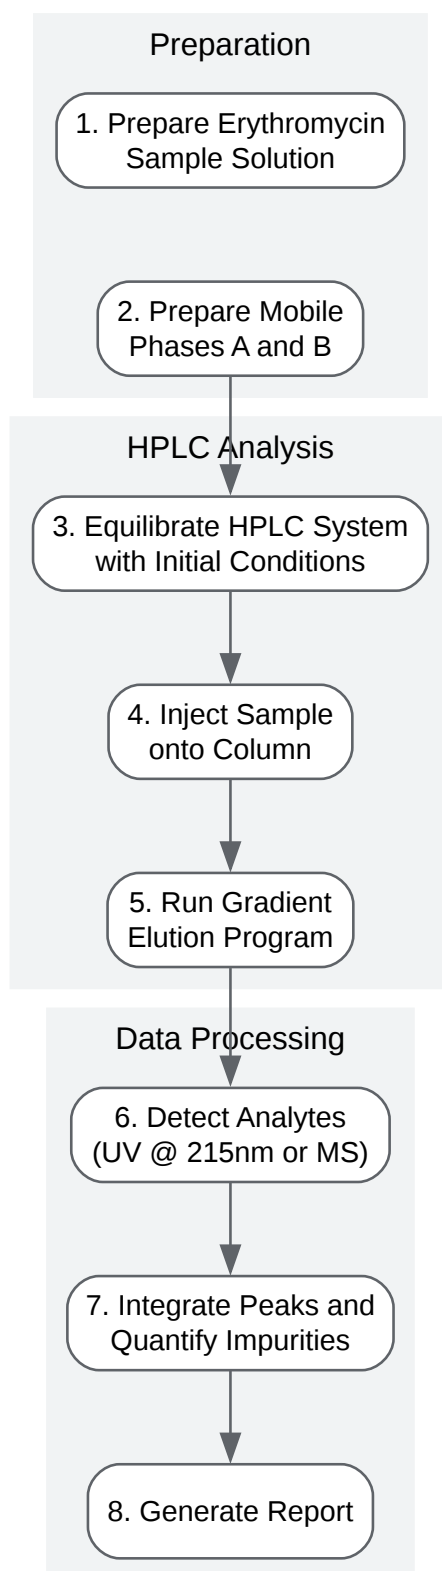 Preparation
1. Prepare Erythromycin
Sample Solution
2. Prepare Mobile
Phases A and B
HPLC Analysis
3. Equilibrate HPLC System
with Initial Conditions
4. Inject Sample
onto Column
5. Run Gradient
Elution Program
Data Processing
6. Detect Analytes
(UV @ 215nm or MS)
7. Integrate Peaks and
Quantify Impurities
8. Generate Report